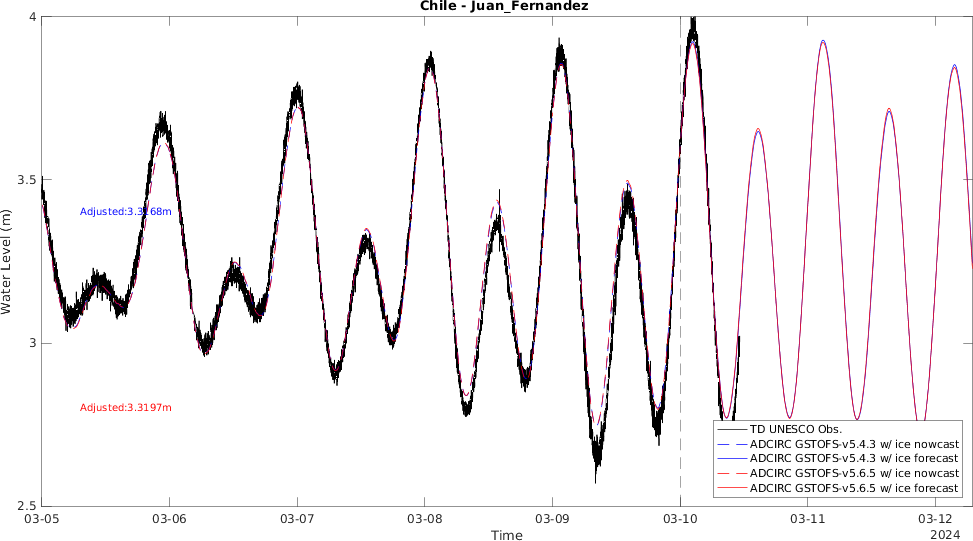 Chile - Juan_Fernandez
4
3.5
3
2.5
Water Level (m)
Adjusted:3.3268m
Adjusted:3.3197m
TD UNESCO Obs.
ADCIRC GSTOFS-v5.4.3 w/ ice nowcast
ADCIRC GSTOFS-v5.4.3 w/ ice forecast
ADCIRC GSTOFS-v5.6.5 w/ ice nowcast
ADCIRC GSTOFS-v5.6.5 w/ ice forecast
03-05 03-06 03-07 03-08 03-09 03-10 03-11 03-12
Time
2024